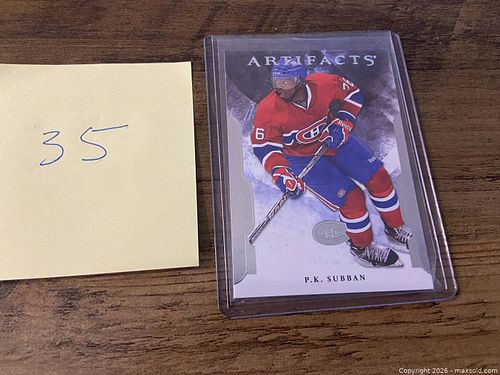 35
ARTIFACTS
76
P.K. SUBBAN
Copyright 2026 - maxsold.com